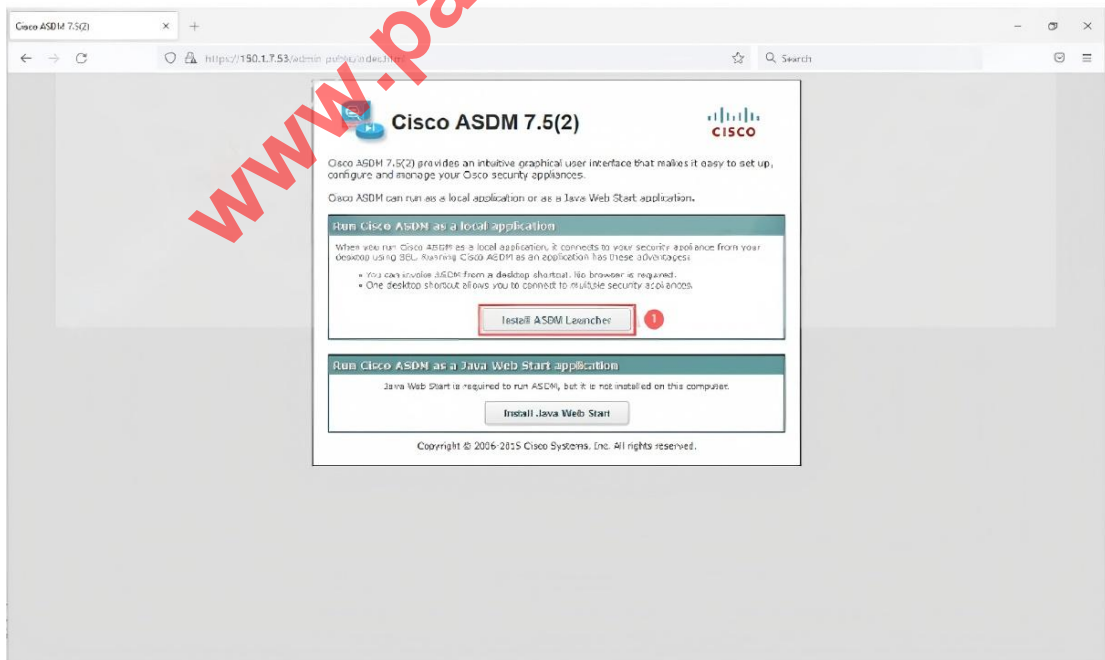 Cisco ASDM 7.5(2)
https://150.1.7.53/admin public/index.html
Search
www.pa
Cisco ASDM 7.5(2)
CISCO
Cisco ASDM 7.5(2) provides an intuitive graphical user interface that makes it easy to set up,
configure and manage your Cisco security appliances.
Cisco ASDM can run as a local application or as a Java Web Start application.
Run Cisco ASDM as a local application
When you run Cisco ASDM as a local application, it connects to your security appliance from your
desktop using SSL. Running Cisco ASDM as an application has these advantages:
• You can invoke ASDM from a desktop shortcut. No browser is required.
• One desktop shortcut allows you to connect to multiple security appliances.
Install ASDM Launcher
1
Run Cisco ASDM as a Java Web Start application
Java Web Start is required to run ASDM, but it is not installed on this computer.
Install Java Web Start
Copyright © 2006-2015 Cisco Systems, Inc. All rights reserved.